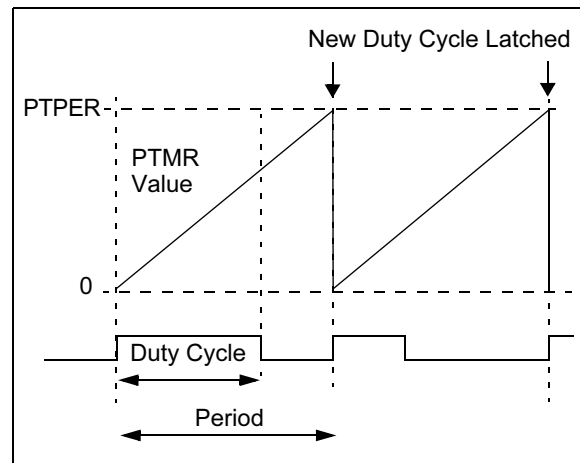 New Duty Cycle Latched
PTPER
PTMR
Value
0
Duty Cycle
Period